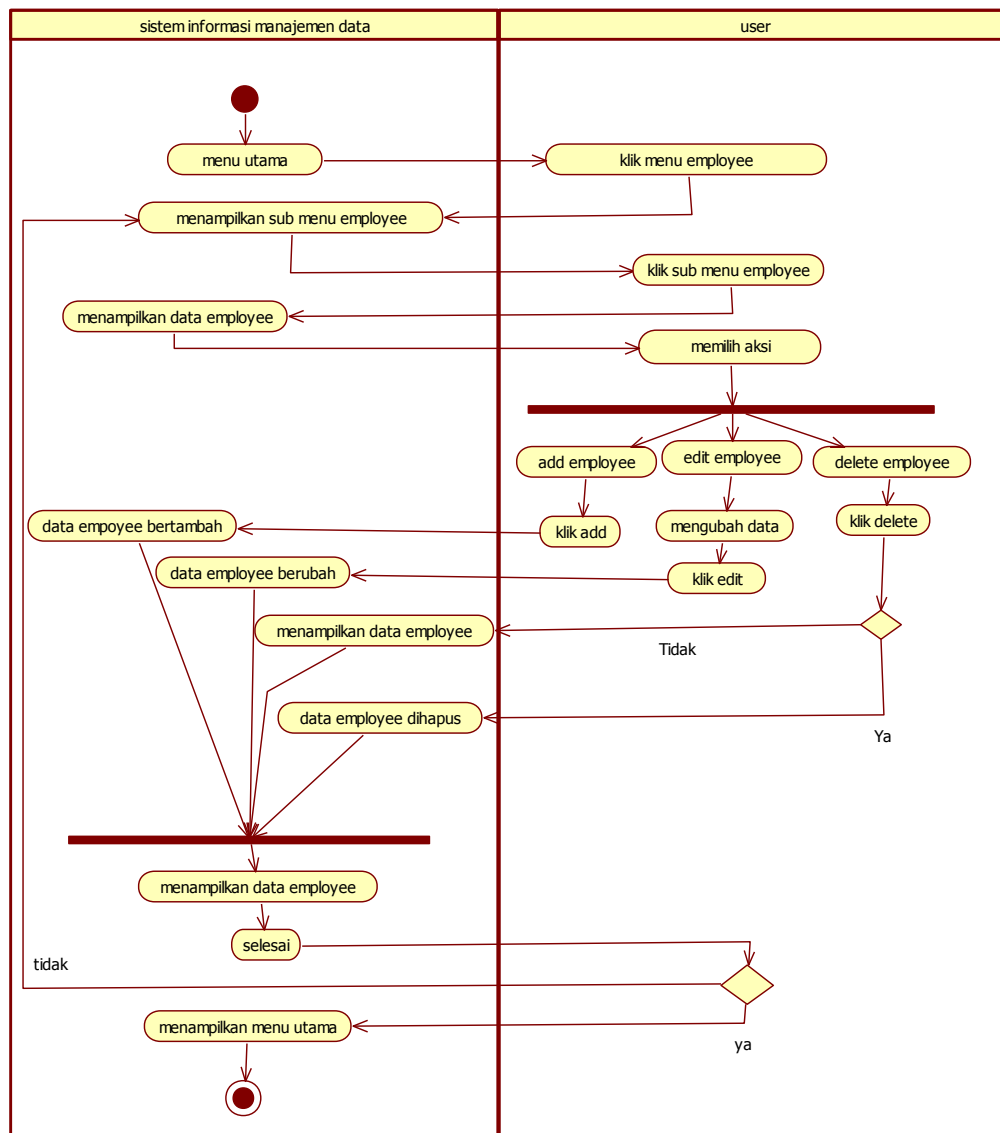 sistem informasi manajemen data
user
menu utama
klik menu employee
menampilkan sub menu employee
klik sub menu employee
menampilkan data employee
memilih aksi
add employee
edit employee
delete employee
data empoyee bertambah
klik add
mengubah data
klik delete
data employee berubah
klik edit
menampilkan data employee
Tidak
data employee dihapus
Ya
menampilkan data employee
selesai
tidak
menampilkan menu utama
ya